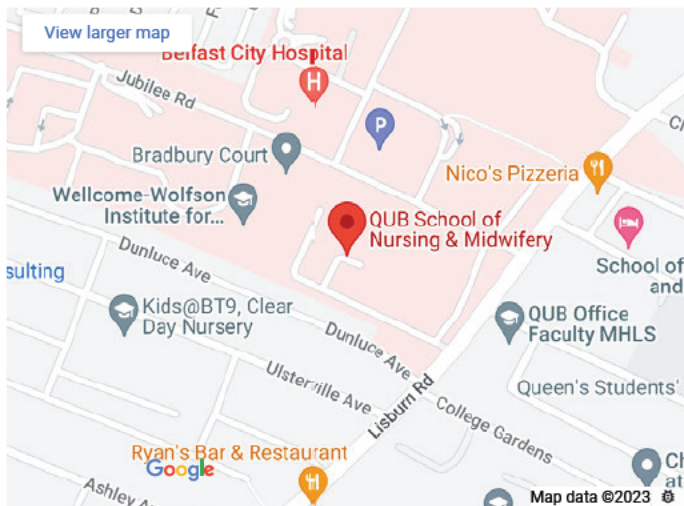 View larger map
Belfast City Hospital
H
Jubilee Rd
P
Bradbury Court
Nico's Pizzeria
Wellcome-Wolfson
Institute for...
QUB School of
Nursing & Midwifery
Dunluce Ave
School of
and
sulting
Kids@BT9, Clear
Day Nursery
QUB Office
Faculty MHLS
Dunluce Ave
Ulsterville Ave
Lisburn Rd
Queen's Students'
College Gardens
Ryan's Bar & Restaurant
Google
Ch
at
Ashley A
Map data ©2023